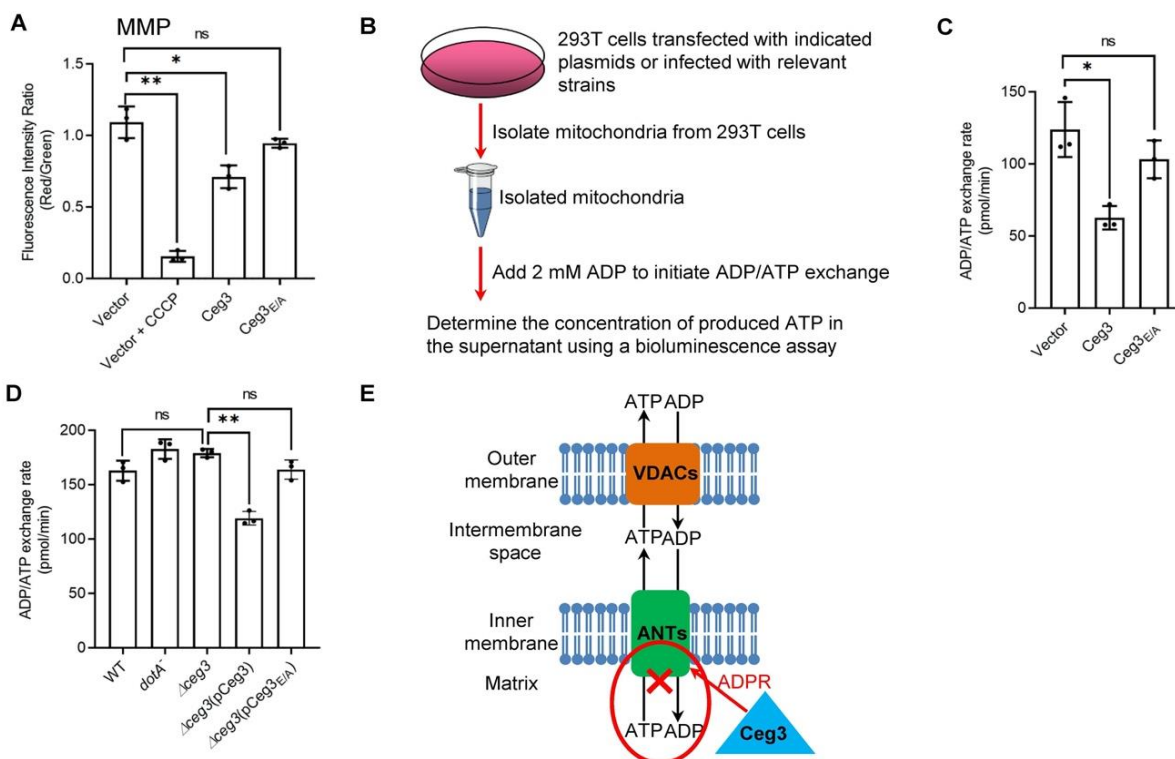 A
MMP
ns
*
**
Fluorescence Intensity Ratio
(Red/Green)
1.5
1.0
0.5
0.0
Vector
Vector + CCCP
Ceg3
Ceg3E/A
B
293T cells transfected with indicated
plasmids or infected with relevant
strains
Isolate mitochondria from 293T cells
Isolated mitochondria
Add 2 mM ADP to initiate ADP/ATP exchange
Determine the concentration of produced ATP in
the supernatant using a bioluminescence assay
C
ns
*
ADP/ATP exchange rate
(pmol/min)
150
100
50
0
Vector
Ceg3
Ceg3E/A
D
ns
ns
**
ADP/ATP exchange rate
(pmol/min)
200
150
100
50
0
WT
dotA-
Δceg3
Δceg3(pCeg3)
Δceg3(pCeg3E/A)
E
ATP ADP
Outer
membrane
VDACs
Intermembrane
space
ATP ADP
Inner
membrane
ANTs
Matrix
ADPR
ATP ADP
Ceg3